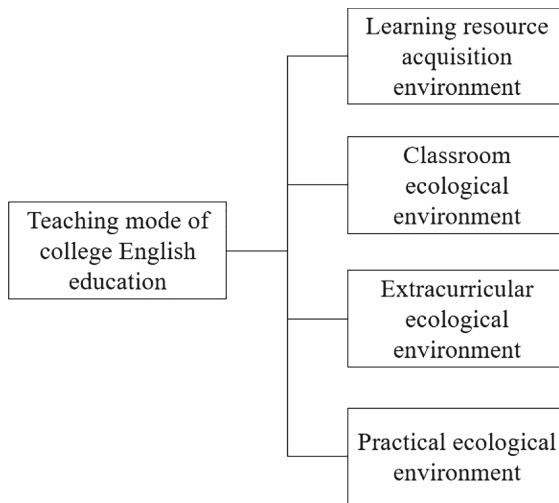 Learning resource
acquisition
environment
Classroom
ecological
environment
Teaching mode of
college English
education
Extracurricular
ecological
environment
Practical ecological
environment